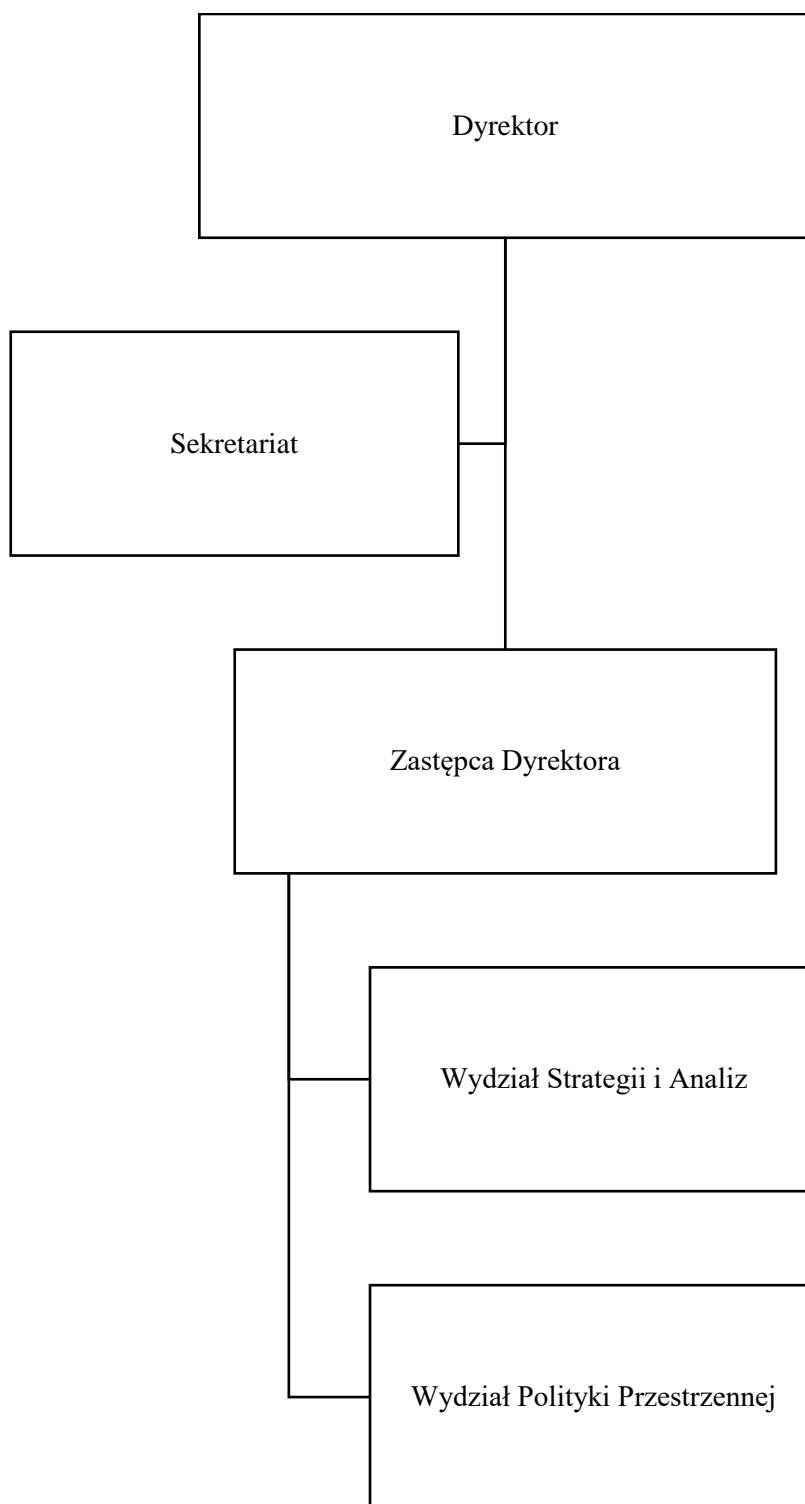 Dyrektor
Sekretariat
Zastępca Dyrektora
Wydział Strategii i Analiz
Wydział Polityki Przestrzennej